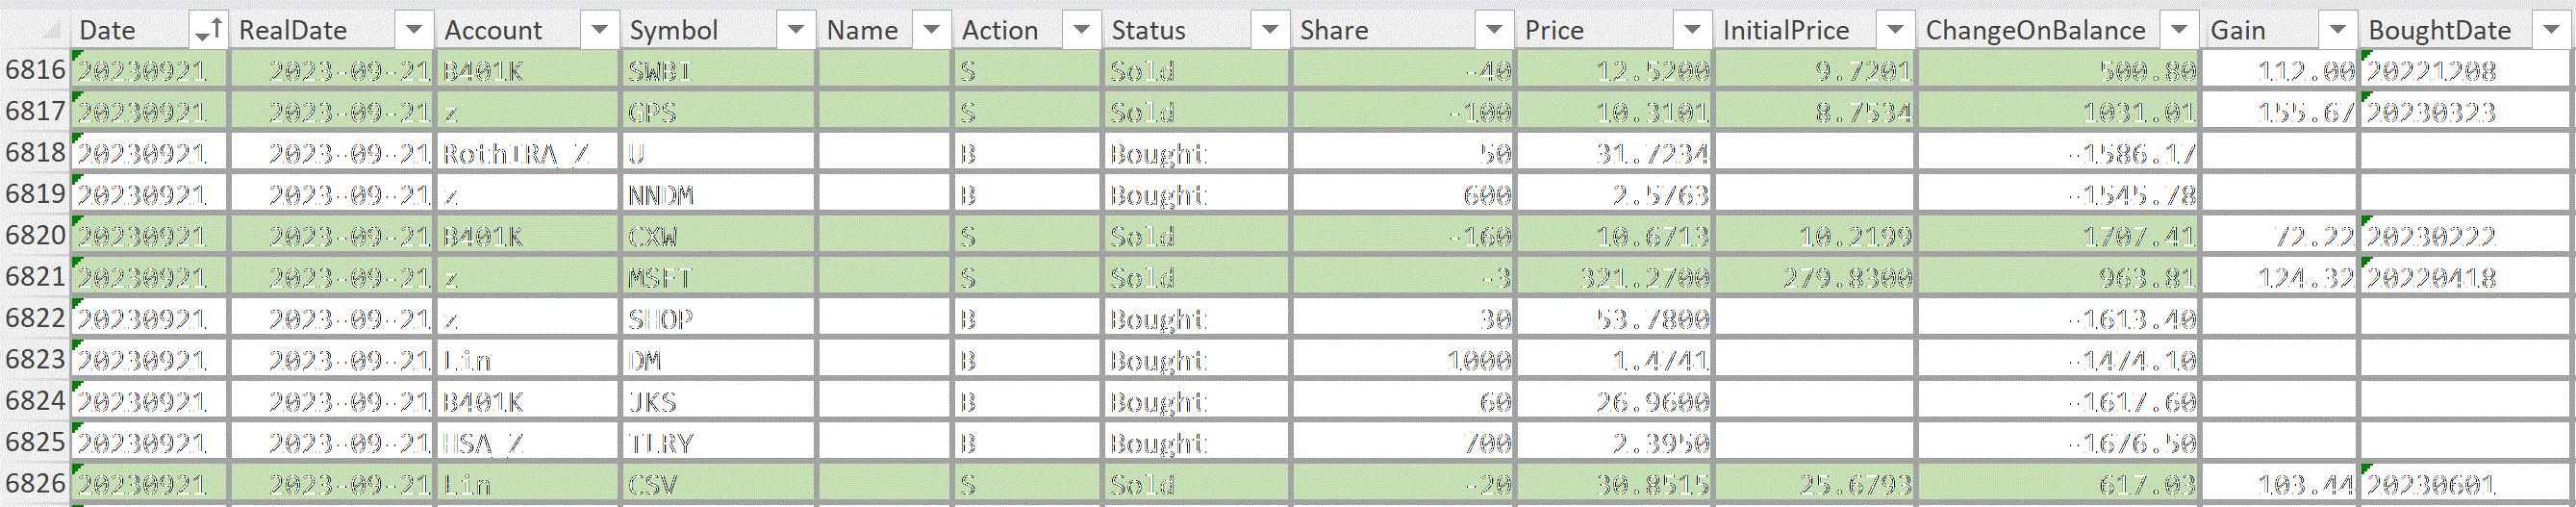 Date RealDate Account Symbol Name Action Status Share Price InitialPrice ChangeOnBalance Gain BoughtDate
6816 20230921 2023-09-21 B401K SWBI S Sold -40 12.5200 9.7201 500.80 112.00 20221208
6817 20230921 2023-09-21 z GPS S Sold -100 10.3101 8.7534 1031.01 155.67 20230323
6818 20230921 2023-09-21 RothIRA_Z U B Bought 50 31.7234 -1586.17
6819 20230921 2023-09-21 z NNDM B Bought 600 2.5763 -1545.78
6820 20230921 2023-09-21 B401K CXW S Sold -160 10.6713 10.2199 1707.41 72.22 20230222
6821 20230921 2023-09-21 z MSFT S Sold -3 321.2700 279.8300 963.81 124.32 20220418
6822 20230921 2023-09-21 z SHOP B Bought 30 53.7800 -1613.40
6823 20230921 2023-09-21 Lin DM B Bought 1000 1.4741 -1474.10
6824 20230921 2023-09-21 B401K JKS B Bought 60 26.9600 -1617.60
6825 20230921 2023-09-21 HSA_Z TLRY B Bought 700 2.3950 -1676.50
6826 20230921 2023-09-21 Lin CSV S Sold -20 30.8515 25.6793 617.03 103.44 20230601